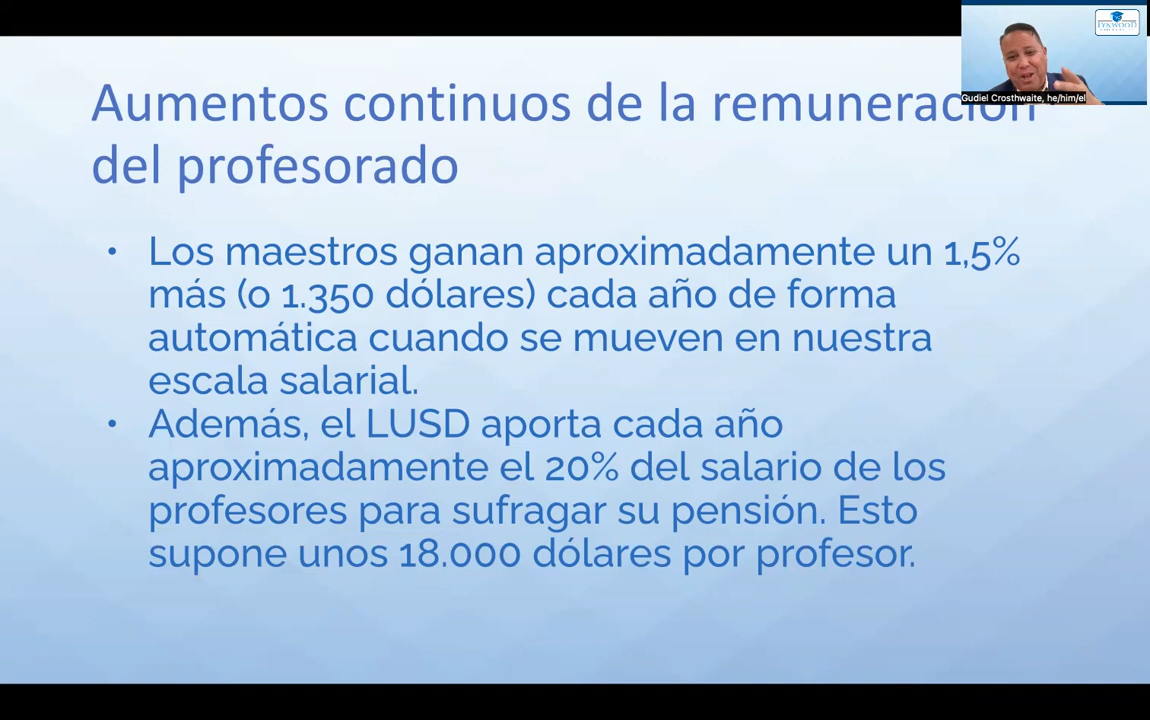 Aumentos continuos de la remuneración
del profesorado
LYNWOOD
Gudiel Crosthwaite, he/him/el
• Los maestros ganan aproximadamente un 1,5%
más (o 1.350 dólares) cada año de forma
automática cuando se mueven en nuestra
escala salarial.
• Además, el LUSD aporta cada año
aproximadamente el 20% del salario de los
profesores para sufragar su pensión. Esto
supone unos 18.000 dólares por profesor.